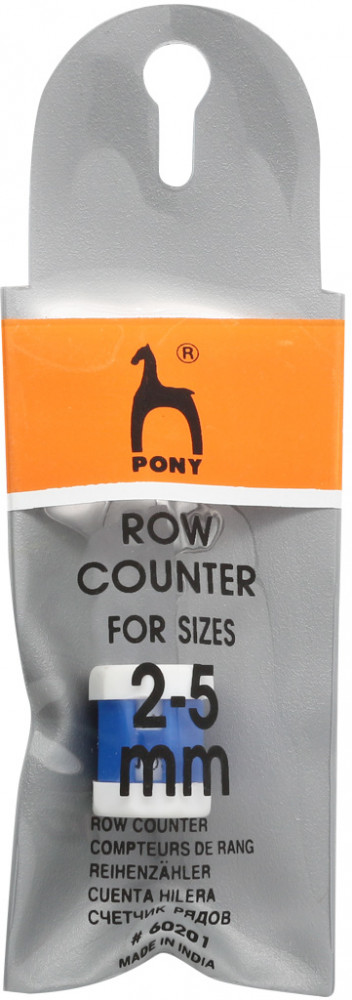 ®
PONY
ROW
COUNTER
FOR SIZES
2-5
mm
ROW COUNTER
COMPTEURS DE RANG
REIHENZÄHLER
CUENTA HILERA
СЧЕТЧИК РЯДОВ
# 60201
MADE IN INDIA